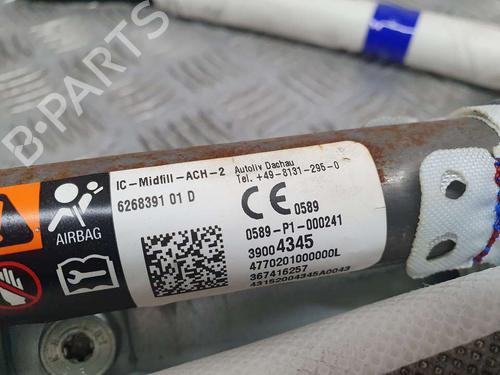 B-PARTS
IC-Midfill-ACH-2
Autoliv Dachau
Tel. +49-8131-295-0
6268391 01 D
CE 0589
AIRBAG
0589-P1-000241
39004345
4770201000000L
367416257
43152004345A0043